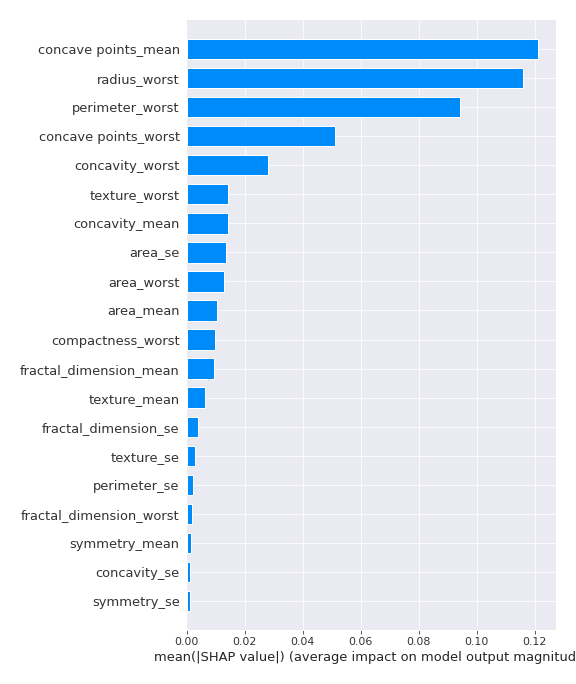 concave points_mean
radius_worst
perimeter_worst
concave points_worst
concavity_worst
texture_worst
concavity_mean
area_se
area_worst
area_mean
compactness_worst
fractal_dimension_mean
texture_mean
fractal_dimension_se
texture_se
perimeter_se
fractal_dimension_worst
symmetry_mean
concavity_se
symmetry_se
0.00 0.02 0.04 0.06 0.08 0.10 0.12
mean(|SHAP value|) (average impact on model output magnitud